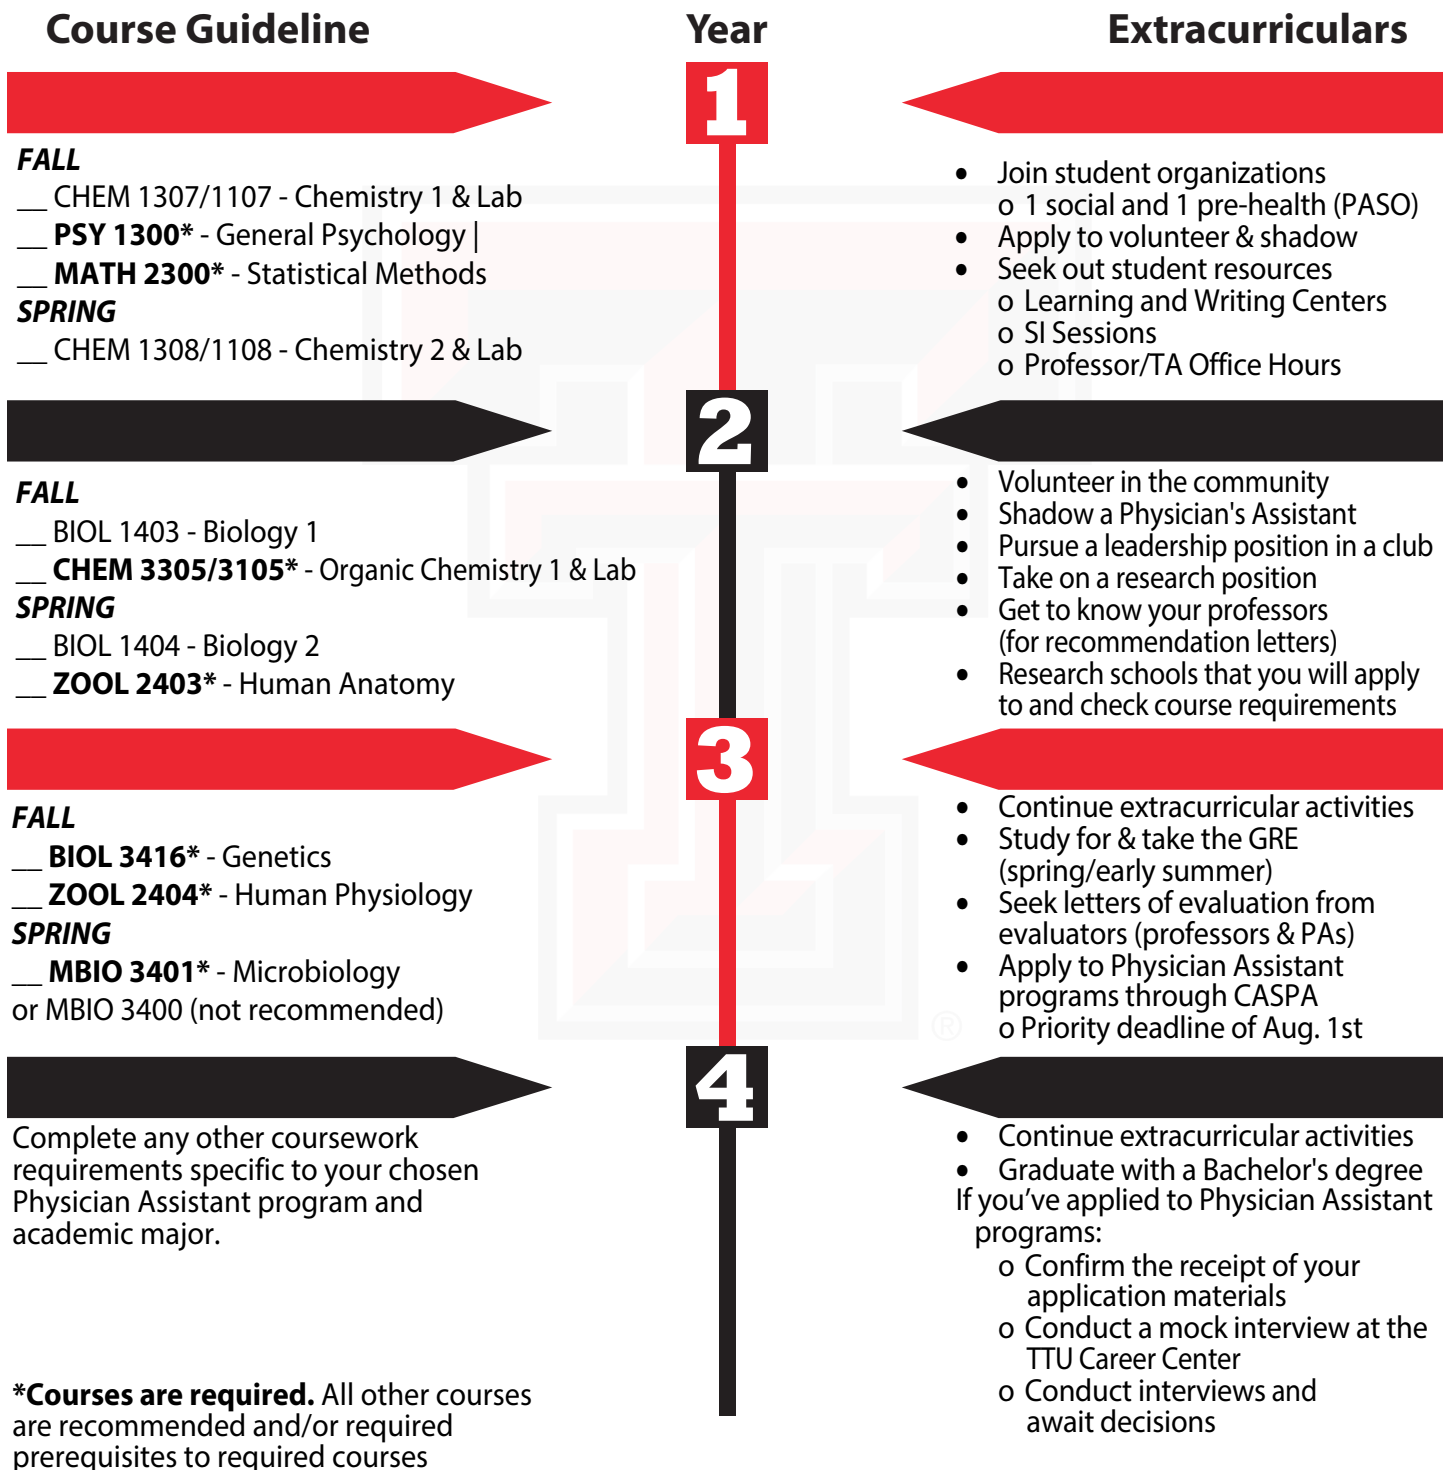 Course Guideline
Year
Extracurriculars
1
FALL
__ CHEM 1307/1107 - Chemistry 1 & Lab
__ PSY 1300* - General Psychology |
__ MATH 2300* - Statistical Methods
SPRING
__ CHEM 1308/1108 - Chemistry 2 & Lab
• Join student organizations
o 1 social and 1 pre-health (PASO)
• Apply to volunteer & shadow
• Seek out student resources
o Learning and Writing Centers
o SI Sessions
o Professor/TA Office Hours
2
FALL
__ BIOL 1403 - Biology 1
__ CHEM 3305/3105* - Organic Chemistry 1 & Lab
SPRING
__ BIOL 1404 - Biology 2
__ ZOOL 2403* - Human Anatomy
• Volunteer in the community
• Shadow a Physician's Assistant
• Pursue a leadership position in a club
• Take on a research position
• Get to know your professors
(for recommendation letters)
• Research schools that you will apply
to and check course requirements
3
FALL
__ BIOL 3416* - Genetics
__ ZOOL 2404* - Human Physiology
SPRING
__ MBIO 3401* - Microbiology
or MBIO 3400 (not recommended)
• Continue extracurricular activities
• Study for & take the GRE
(spring/early summer)
• Seek letters of evaluation from
evaluators (professors & PAs)
• Apply to Physician Assistant
programs through CASPA
o Priority deadline of Aug. 1st
®
4
Complete any other coursework
requirements specific to your chosen
Physician Assistant program and
academic major.
*Courses are required. All other courses
are recommended and/or required
prerequisites to required courses
• Continue extracurricular activities
• Graduate with a Bachelor's degree
If you’ve applied to Physician Assistant
programs:
o Confirm the receipt of your
application materials
o Conduct a mock interview at the
TTU Career Center
o Conduct interviews and
await decisions